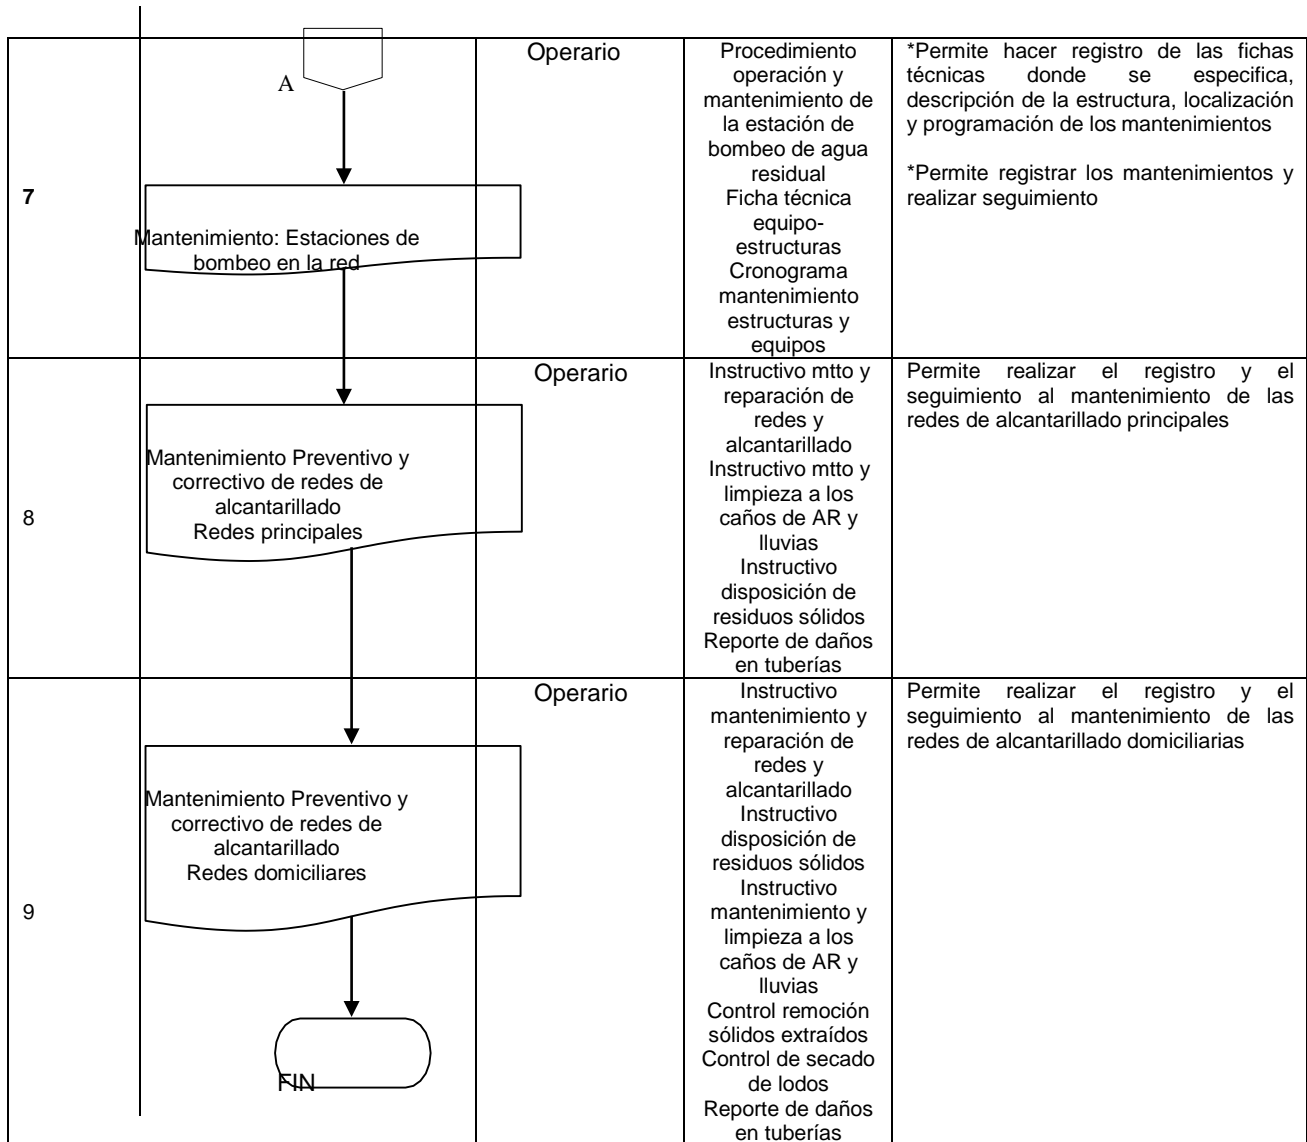 7
A
Mantenimiento: Estaciones de
bombeo en la red
Operario
Procedimiento
operación y
mantenimiento de
la estación de
bombeo de agua
residual
Ficha técnica
equipo-
estructuras
Cronograma
mantenimiento
estructuras y
equipos
*Permite hacer registro de las fichas
técnicas donde se especifica,
descripción de la estructura, localización
y programación de los mantenimientos
*Permite registrar los mantenimientos y
realizar seguimiento
8
Mantenimiento Preventivo y
correctivo de redes de
alcantarillado
Redes principales
Operario
Instructivo mtto y
reparación de
redes y
alcantarillado
Instructivo mtto y
limpieza a los
caños de AR y
lluvias
Instructivo
disposición de
residuos sólidos
Reporte de daños
en tuberías
Permite realizar el registro y el
seguimiento al mantenimiento de las
redes de alcantarillado principales
9
Mantenimiento Preventivo y
correctivo de redes de
alcantarillado
Redes domiciliares
FIN
Operario
Instructivo
mantenimiento y
reparación de
redes y
alcantarillado
Instructivo
disposición de
residuos sólidos
Instructivo
mantenimiento y
limpieza a los
caños de AR y
lluvias
Control remoción
sólidos extraídos
Control de secado
de lodos
Reporte de daños
en tuberías
Permite realizar el registro y el
seguimiento al mantenimiento de las
redes de alcantarillado domiciliarias